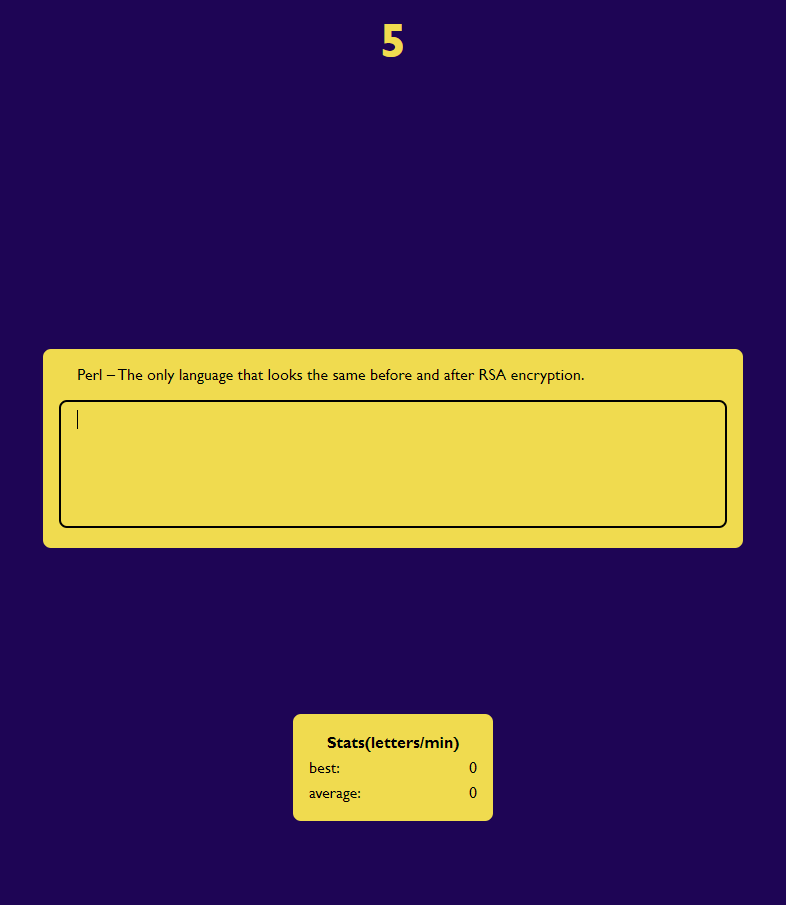 5
Perl – The only language that looks the same before and after RSA encryption.
Stats(letters/min)
best: 0
average: 0